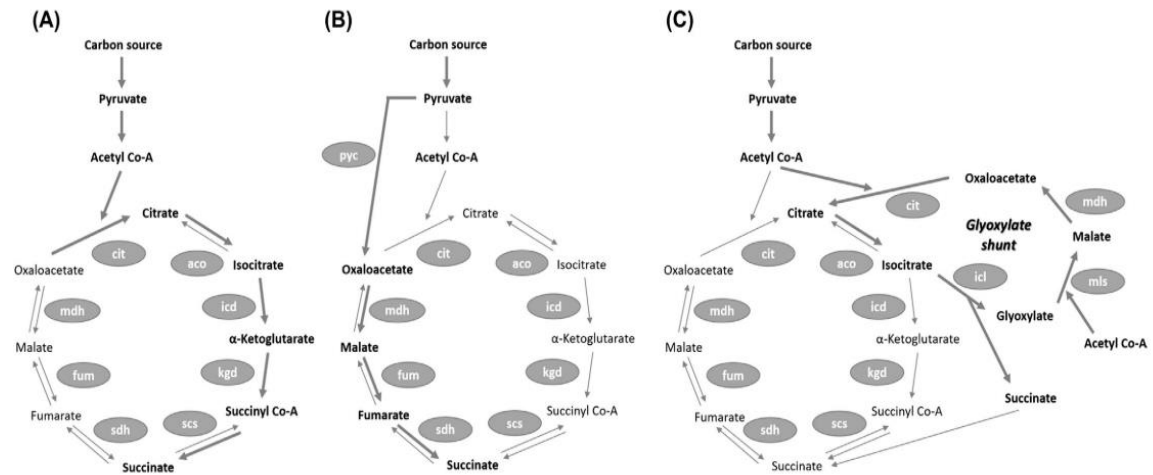 (A)
Carbon source
Pyruvate
Acetyl Co-A
Citrate
cit
aco
Oxaloacetate
Isocitrate
mdh
icd
Malate
α-Ketoglutarate
fum
kgd
Fumarate
Succinyl Co-A
sdh
scs
Succinate
(B)
Carbon source
Pyruvate
pyc
Acetyl Co-A
Citrate
cit
aco
Oxaloacetate
Isocitrate
mdh
icd
Malate
α-Ketoglutarate
fum
kgd
Fumarate
Succinyl Co-A
sdh
scs
Succinate
(C)
Carbon source
Pyruvate
Acetyl Co-A
Oxaloacetate
cit
mdh
Citrate
Glyoxylate
shunt
Malate
cit
aco
Oxaloacetate
Isocitrate
icl
mls
mdh
icd
Glyoxylate
Malate
α-Ketoglutarate
Acetyl Co-A
fum
kgd
Succinate
Fumarate
Succinyl Co-A
sdh
scs
Succinate